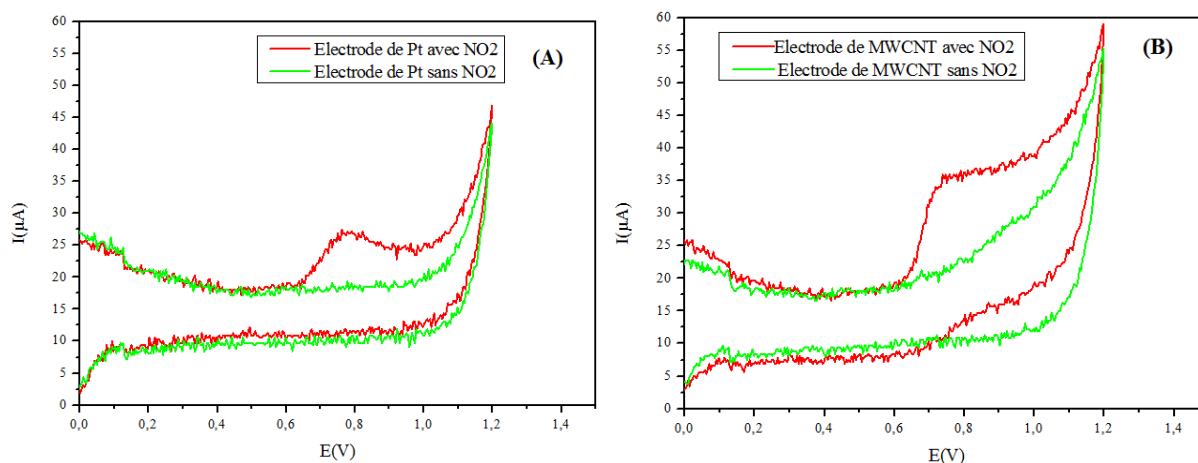 Electrode de Pt avec NO2
Electrode de Pt sans NO2
(A)
60
55
50
45
40
35
30
25
20
15
10
5
0
I(µA)
0,0 0,2 0,4 0,6 0,8 1,0 1,2 1,4
E(V)
Electrode de MWCNT avec NO2
Electrode de MWCNT sans NO2
(B)
60
55
50
45
40
35
30
25
20
15
10
5
0
I(µA)
0,0 0,2 0,4 0,6 0,8 1,0 1,2 1,4
E(V)